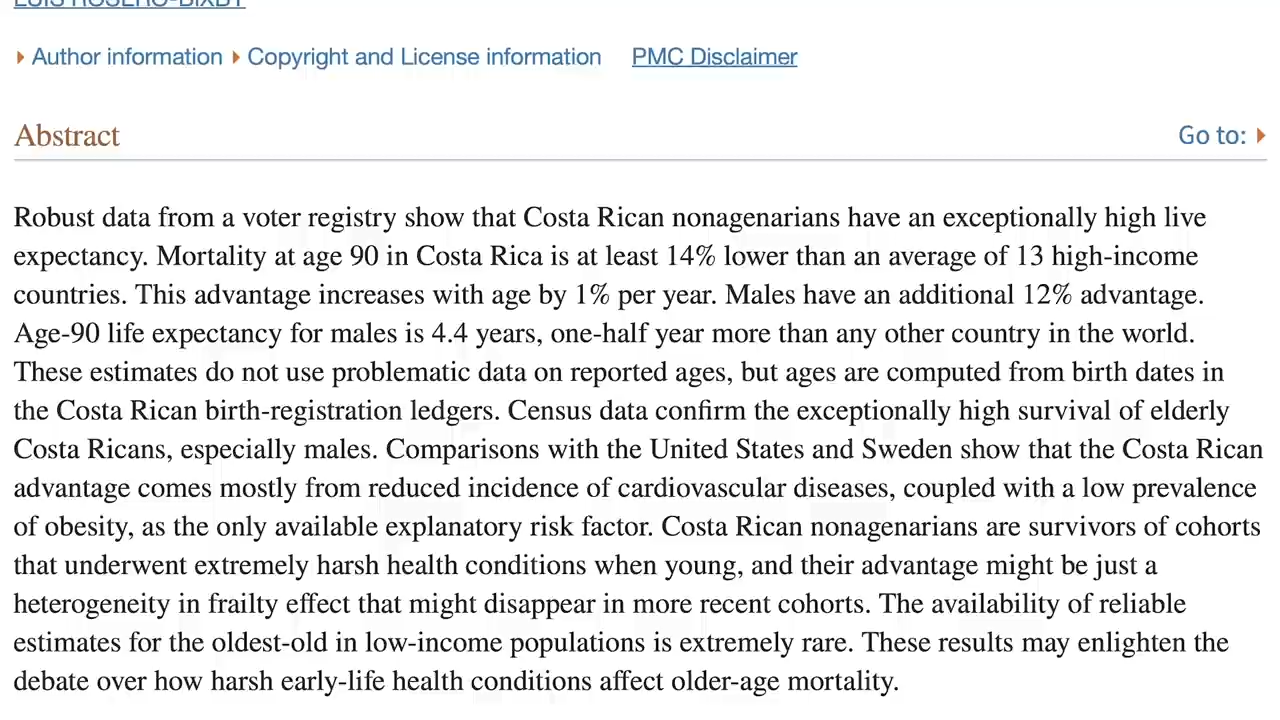 LUIS ROSERO-BIXBY
Author information Copyright and License information PMC Disclaimer
Abstract Go to:
Robust data from a voter registry show that Costa Rican nonagenarians have an exceptionally high live
expectancy. Mortality at age 90 in Costa Rica is at least 14% lower than an average of 13 high-income
countries. This advantage increases with age by 1% per year. Males have an additional 12% advantage.
Age-90 life expectancy for males is 4.4 years, one-half year more than any other country in the world.
These estimates do not use problematic data on reported ages, but ages are computed from birth dates in
the Costa Rican birth-registration ledgers. Census data confirm the exceptionally high survival of elderly
Costa Ricans, especially males. Comparisons with the United States and Sweden show that the Costa Rican
advantage comes mostly from reduced incidence of cardiovascular diseases, coupled with a low prevalence
of obesity, as the only available explanatory risk factor. Costa Rican nonagenarians are survivors of cohorts
that underwent extremely harsh health conditions when young, and their advantage might be just a
heterogeneity in frailty effect that might disappear in more recent cohorts. The availability of reliable
estimates for the oldest-old in low-income populations is extremely rare. These results may enlighten the
debate over how harsh early-life health conditions affect older-age mortality.